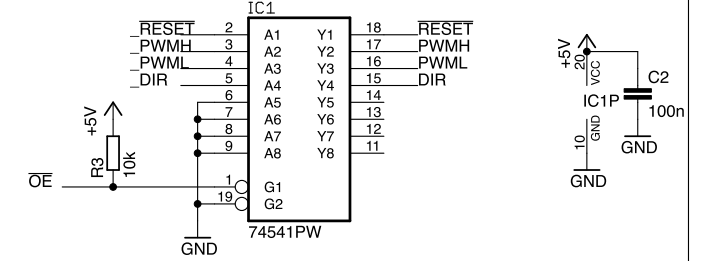 IC1
_RESET 2 A1 Y1 18 RESET
_PWMH 3 A2 Y2 17 PWMH
_PWML 4 A3 Y3 16 PWML
_DIR 5 A4 Y4 15 DIR
6 A5 Y5 14
7 A6 Y6 13
8 A7 Y7 12
9 A8 Y8 11
+5V
R3
10k
OE 1 G1
19 G2
74541PW
GND
+5V
20
VCC
IC1P
GND
10
GND
C2
100n
GND